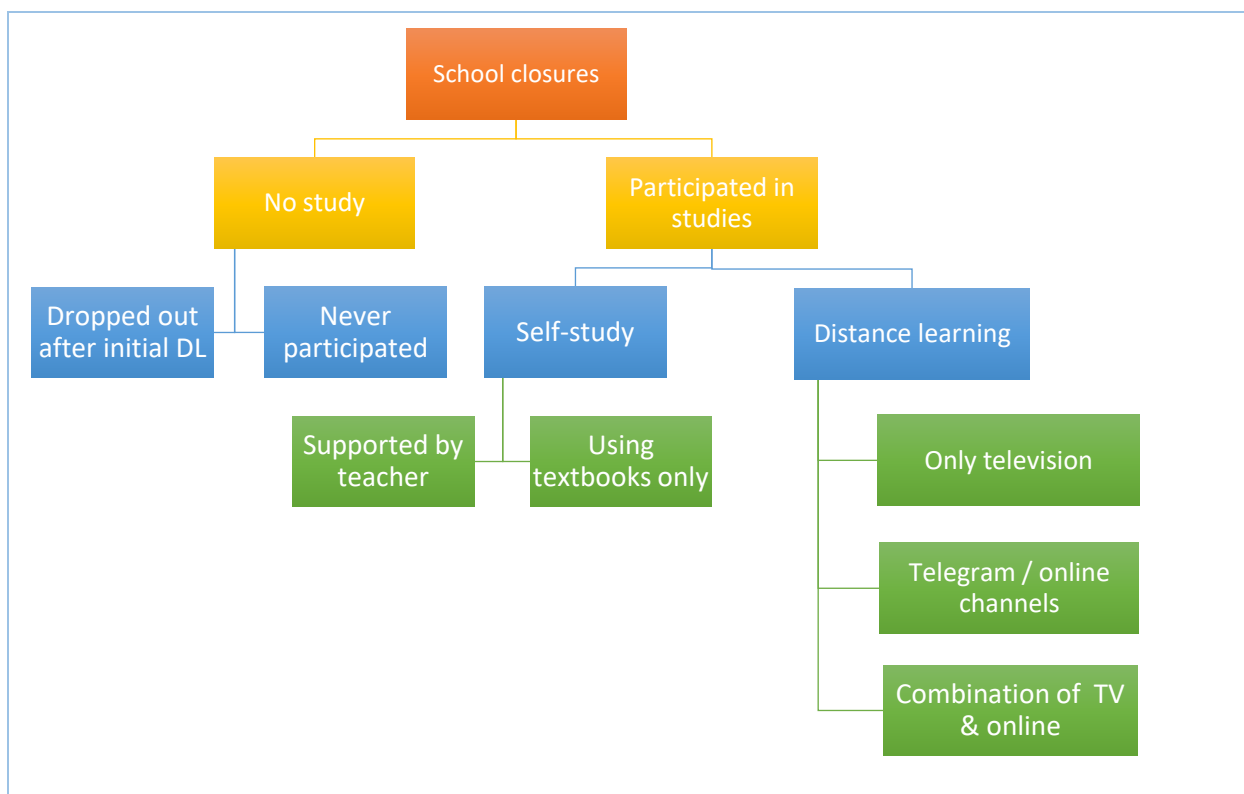 School closures
No study
Participated in
studies
Dropped out
after initial DL
Never
participated
Self-study
Distance learning
Supported by
teacher
Using
textbooks only
Only television
Telegram / online
channels
Combination of  TV
& online